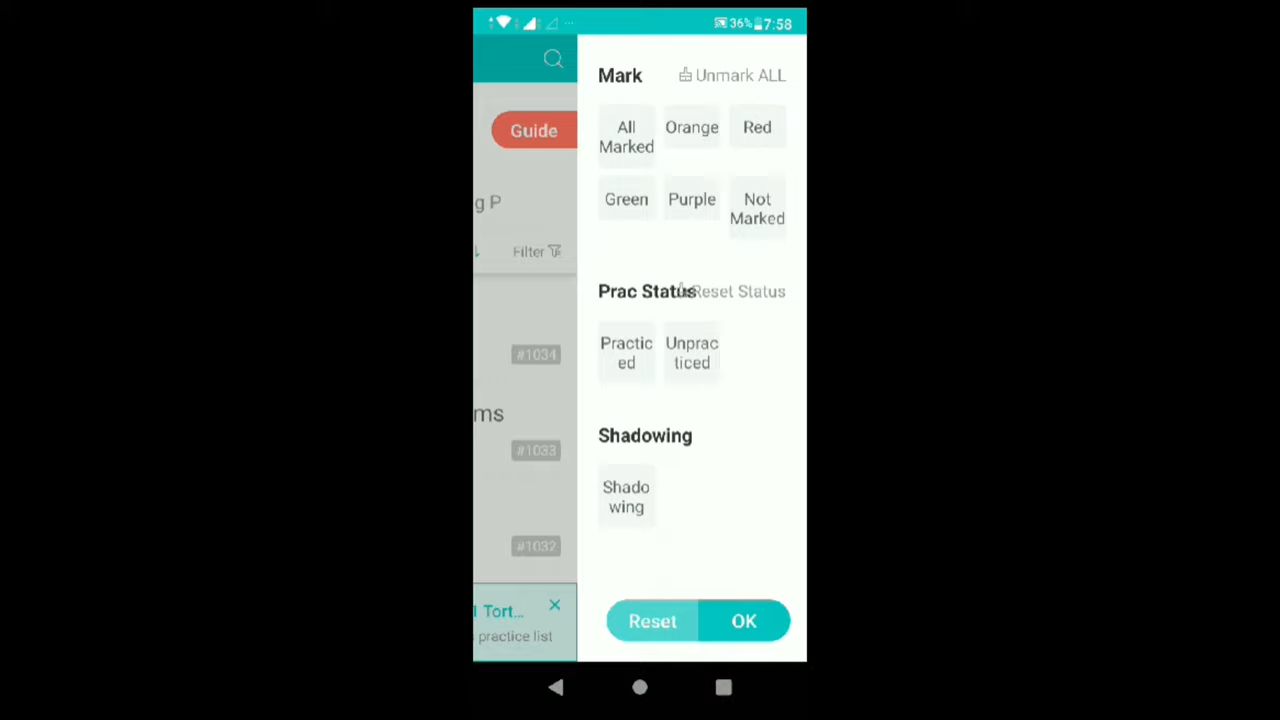 36% 7:58
Guide
g P
Filter
#1034
ms
#1033
#1032
l Tort...
practice list
Mark
Unmark ALL
All
Marked
Orange
Red
Green
Purple
Not
Marked
Prac Status
Reset Status
Practic
ed
Unprac
ticed
Shadowing
Shado
wing
Reset
OK